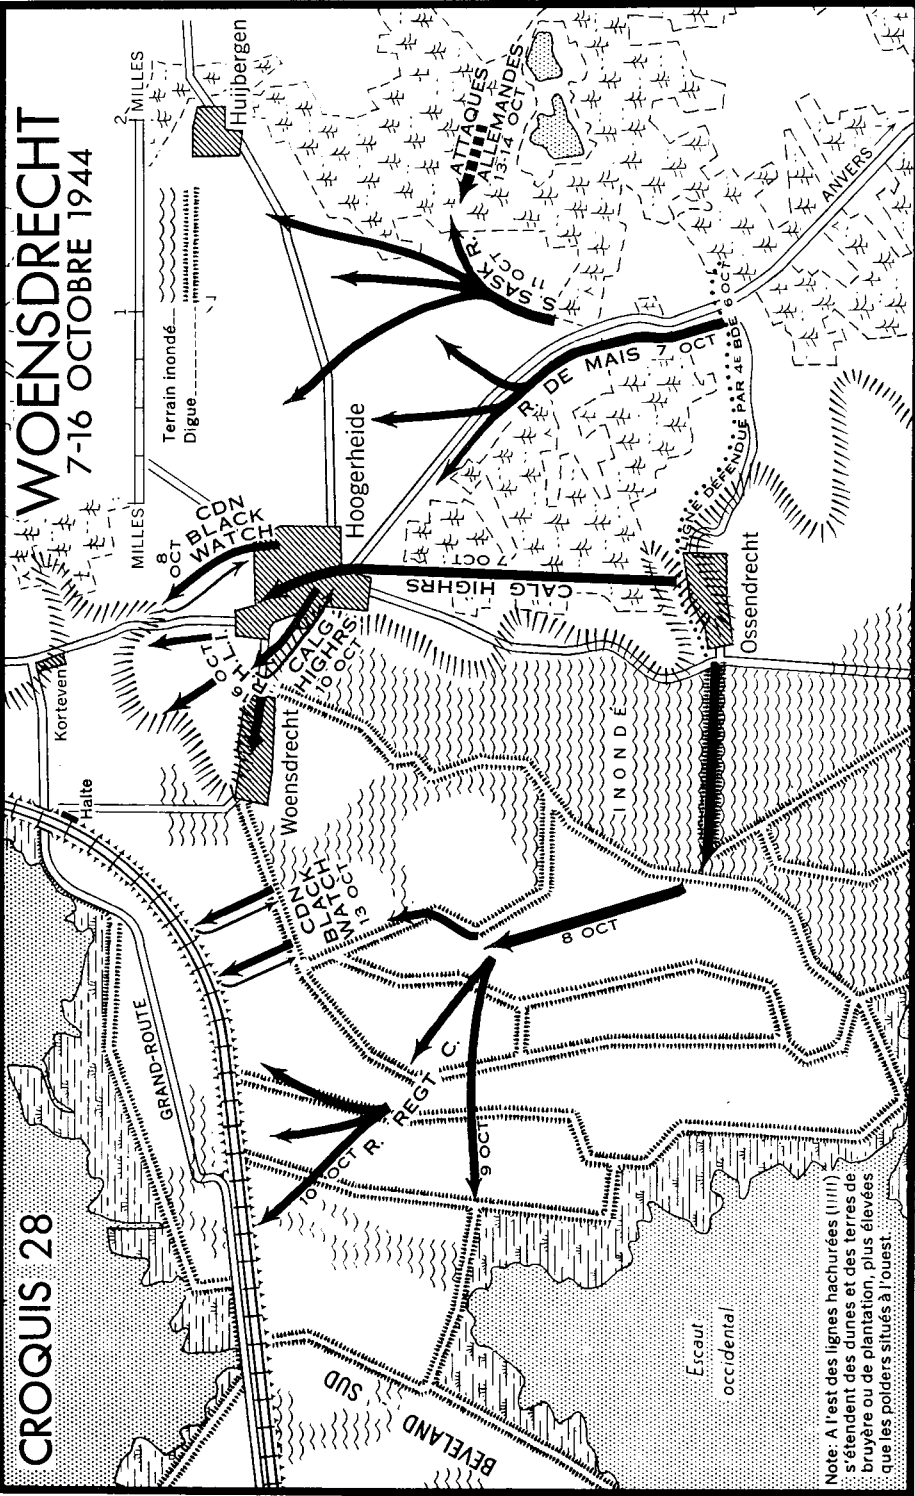 CROQUIS 28
WOENSDRECHT
7-16 OCTOBRE 1944
MILLES
1
2
MILLES
Terrain inondé
Digue
Huijbergen
Korteven
Halte
GRAND-ROUTE
CDN
BLACK
WATCH
8
OCT
Hoogerheide
H.L.I.
9 OCT
CALG
HIGHRS
10 OCT
Woensdrecht
CDN
BLACK
WATCH
13 OCT
ATTAQUES
ALLEMANDES
13-14 OCT
S. SASK R.
11 OCT
R. DE MAIS 7 OCT
ANVERS
LIGNE DÉFENDUE PAR 4E BDE 6 OCT
CALG HIGHRS
7 OCT
Ossendrecht
INONDÉ
8 OCT
R. REGT C.
10 OCT
9 OCT
SUD
BEVELAND
Escaut
occidental
Note: A l'est des lignes hachurées (ı!ı!ı!)
s'étendent des dunes et des terres de
bruyère ou de plantation, plus élevées
que les polders situés à l'ouest.